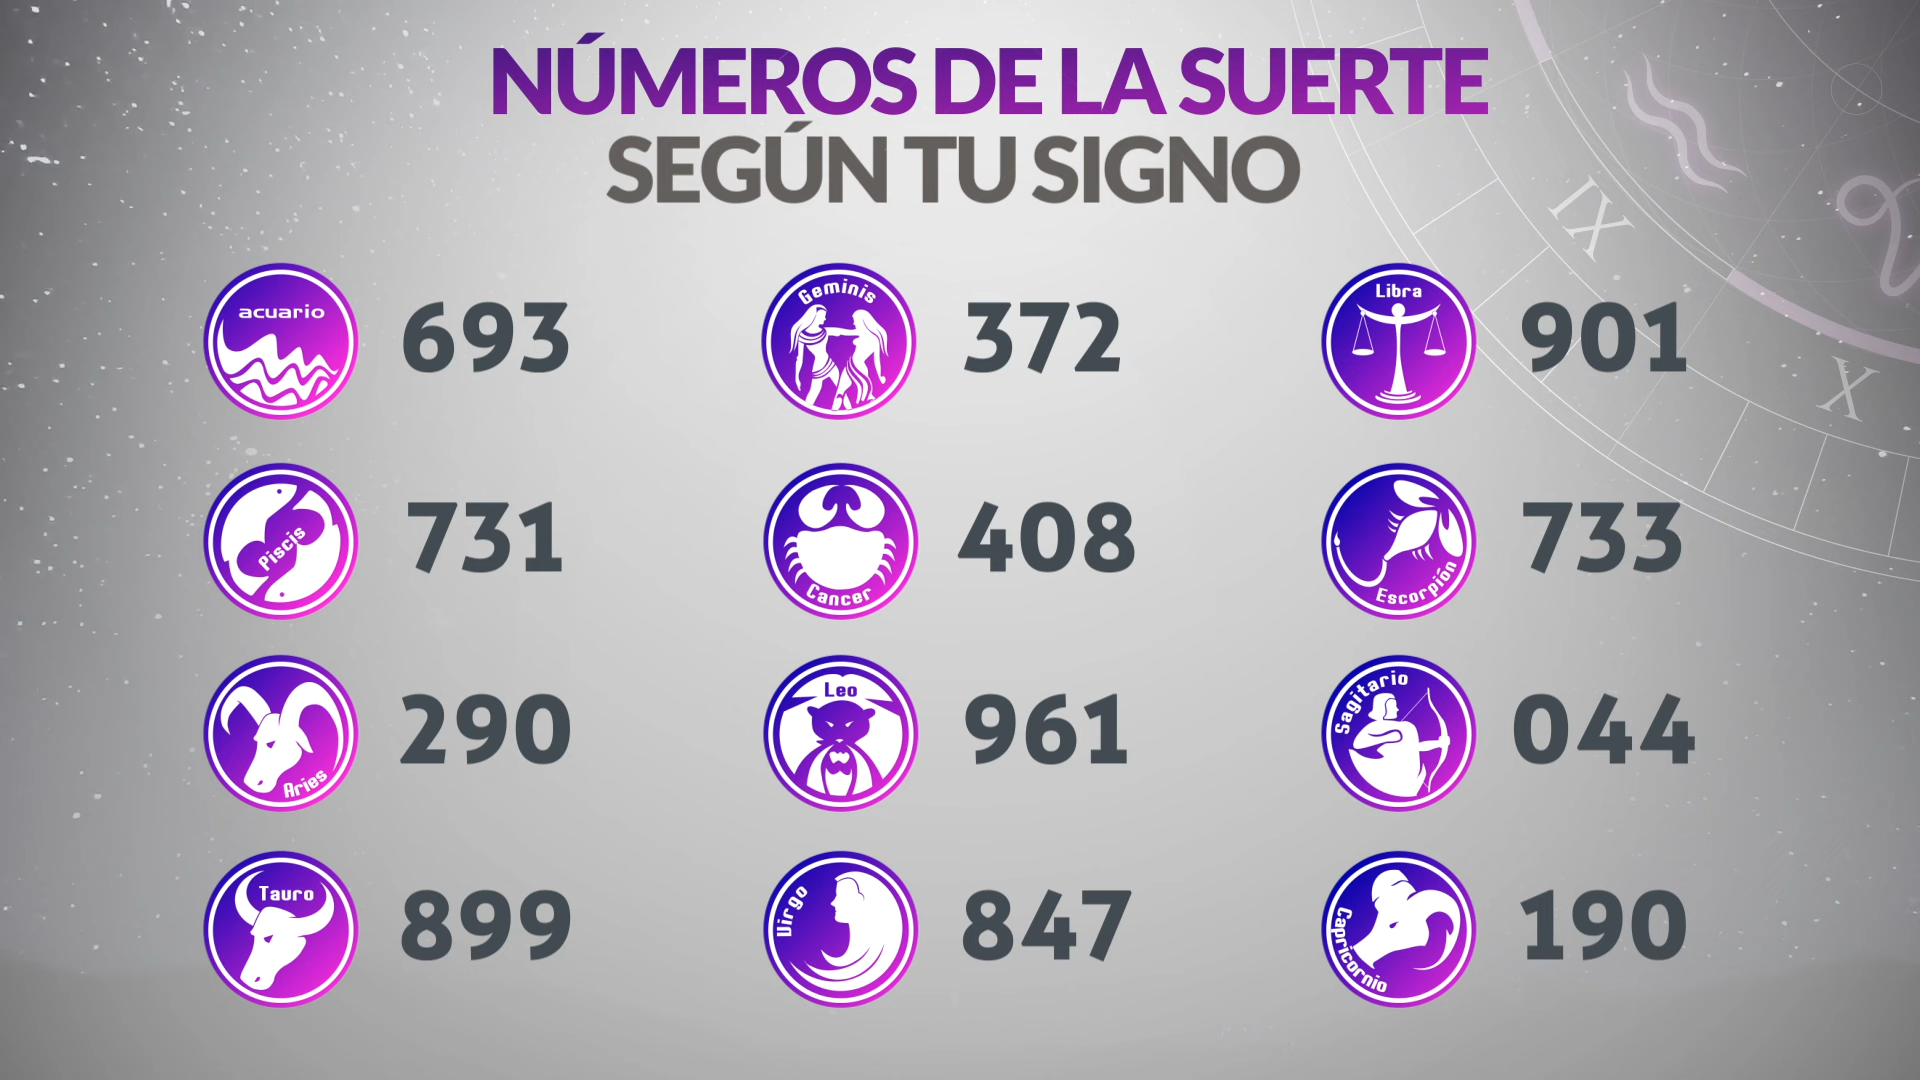 NÚMEROS DE LA SUERTE
SEGÚN TU SIGNO
IX
X
acuario 693
Geminis 372
Libra 901
Piscis 731
Cancer 408
Escorpión 733
Aries 290
Leo 961
Sagitario 044
Tauro 899
Virgo 847
Capricornio 190